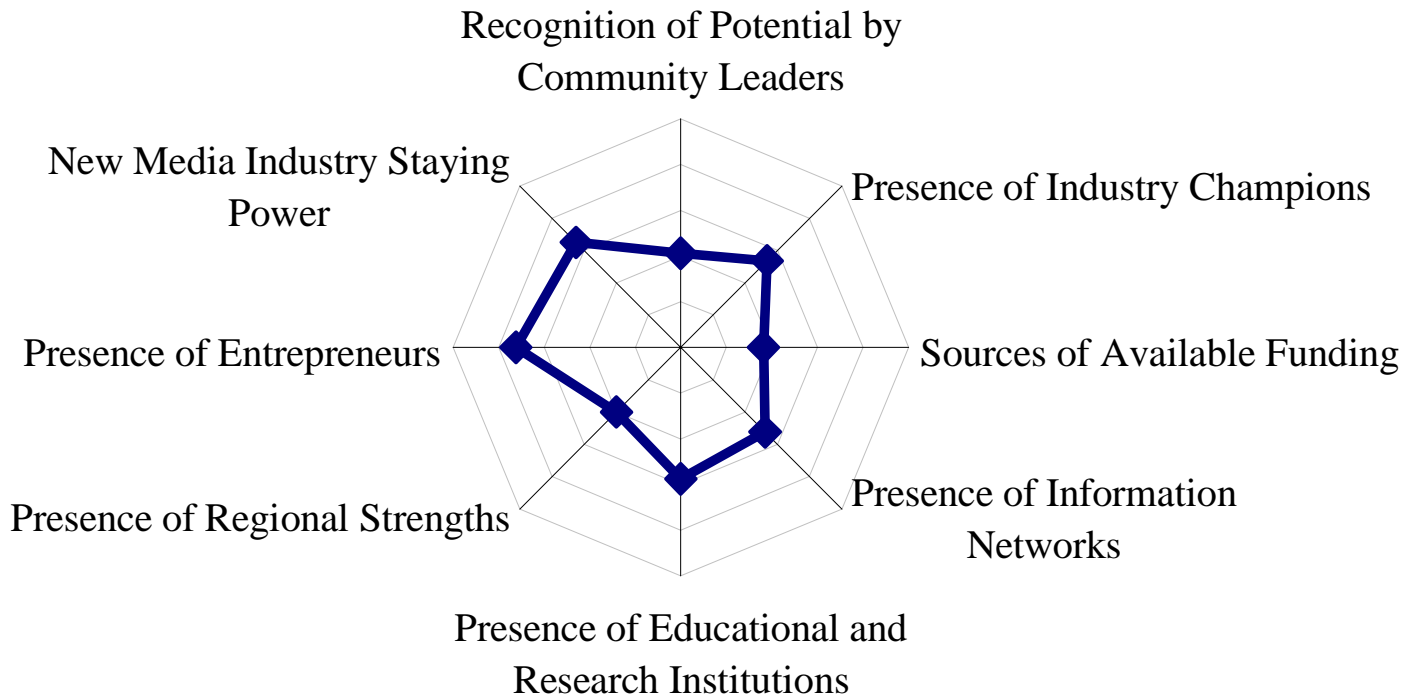 Recognition of Potential by
Community Leaders
New Media Industry Staying
Power
Presence of Industry Champions
Presence of Entrepreneurs
Sources of Available Funding
Presence of Regional Strengths
Presence of Information
Networks
Presence of Educational and
Research Institutions